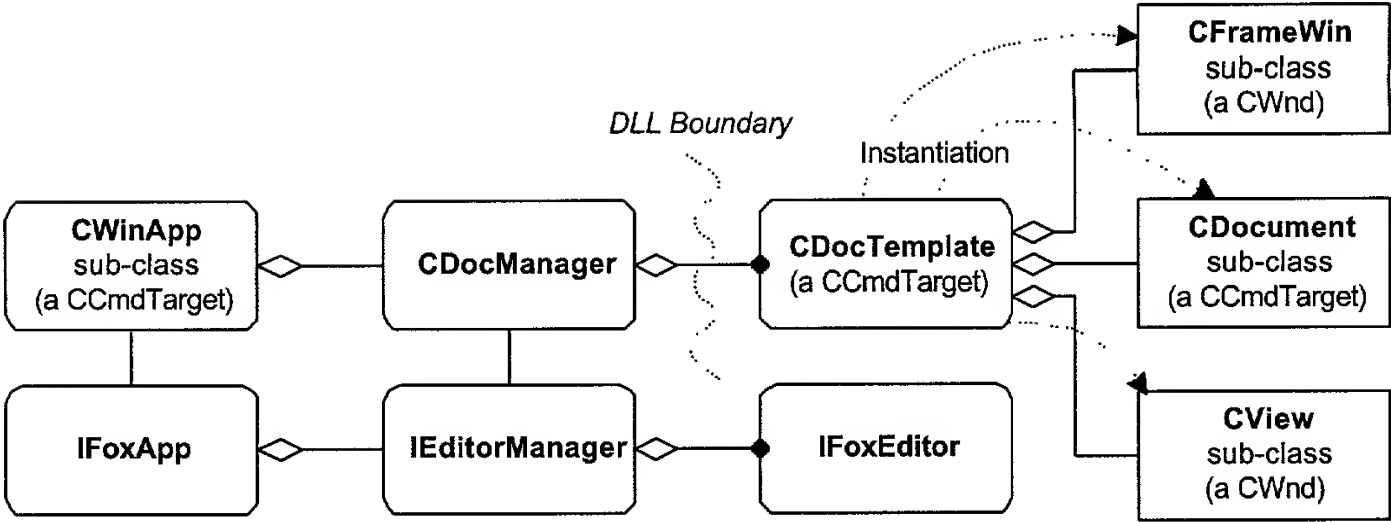 CFrameWin
sub-class
(a CWnd)
DLL Boundary
Instantiation
CWinApp
sub-class
(a CCmdTarget)
CDocManager
CDocTemplate
(a CCmdTarget)
CDocument
sub-class
(a CCmdTarget)
IFoxApp
IEditorManager
IFoxEditor
CView
sub-class
(a CWnd)